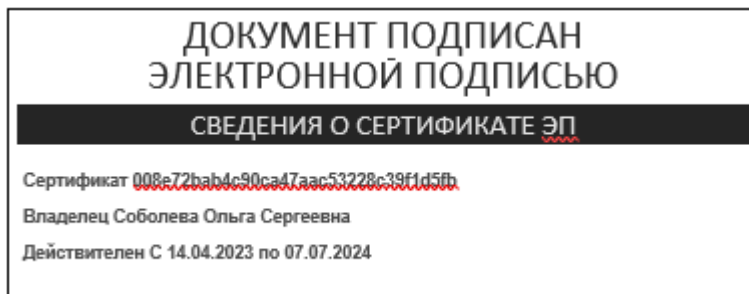 ДОКУМЕНТ ПОДПИСАН
ЭЛЕКТРОННОЙ ПОДПИСЬЮ
СВЕДЕНИЯ О СЕРТИФИКАТЕ ЭП
Сертификат 008e72bab4c90ca47aac53228c39f1d5fb
Владелец Соболева Ольга Сергеевна
Действителен С 14.04.2023 по 07.07.2024